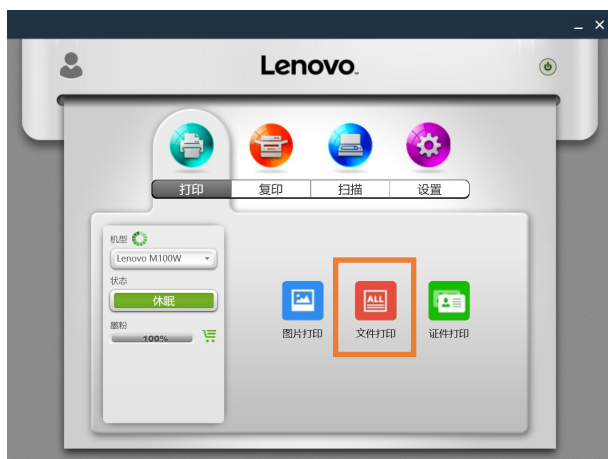 Lenovo
打印 复印 扫描 设置
机型
Lenovo M100W
状态
休眠
墨粉
100%
ALL
图片打印 文件打印 证件打印